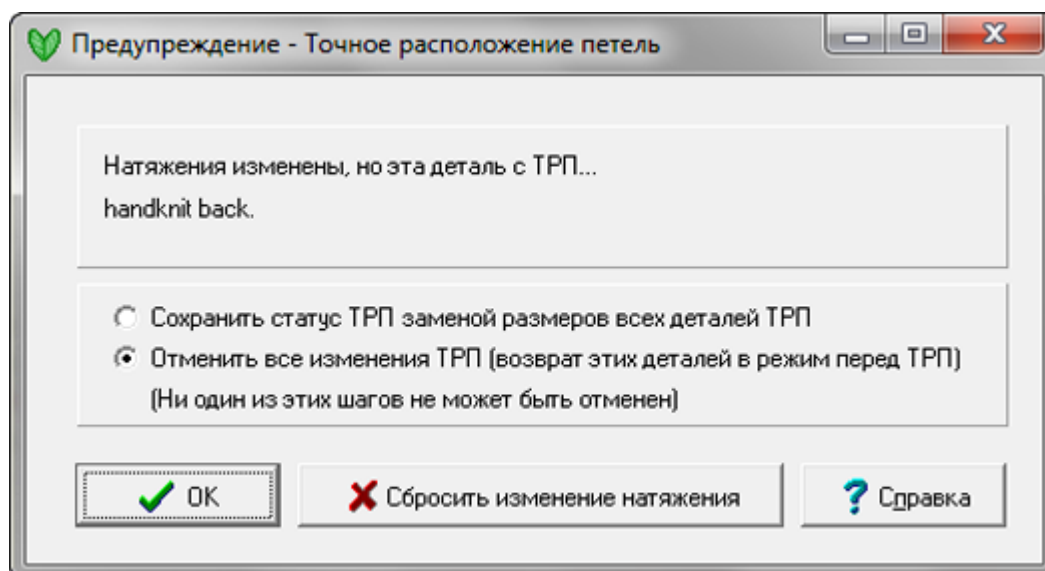 Предупреждение - Точное расположение петель
Натяжения изменены, но эта деталь с ТРП...
handknit back.
Сохранить статус ТРП заменой размеров всех деталей ТРП
Отменить все изменения ТРП (возврат этих деталей в режим перед ТРП)
(Ни один из этих шагов не может быть отменен)
OK
Сбросить изменение натяжения
Справка